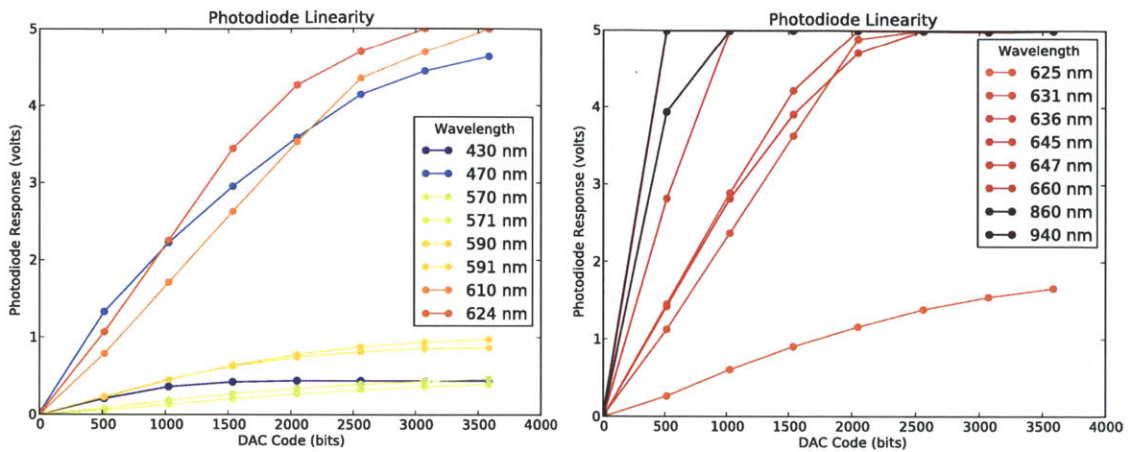 Photodiode Linearity
5
4
3
2
1
0
0 500 1000 1500 2000 2500 3000 3500 4000
DAC Code (bits)
Photodiode Response (volts)
Wavelength
430 nm
470 nm
570 nm
571 nm
590 nm
591 nm
610 nm
624 nm
Photodiode Linearity
5
4
3
2
1
0
0 500 1000 1500 2000 2500 3000 3500 4000
DAC Code (bits)
Photodiode Response (volts)
Wavelength
625 nm
631 nm
636 nm
645 nm
647 nm
660 nm
860 nm
940 nm